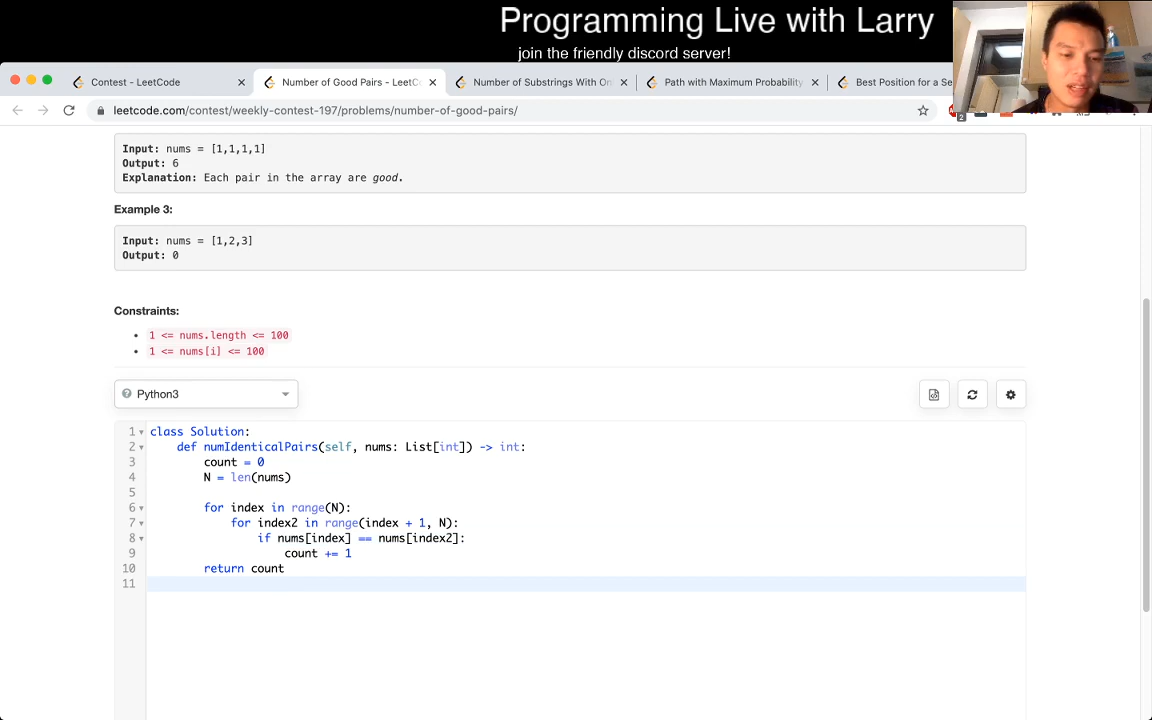 Programming Live with Larry
join the friendly discord server!
Contest - LeetCode
Number of Good Pairs - LeetC
Number of Substrings With On
Path with Maximum Probability
Best Position for a Se
leetcode.com/contest/weekly-contest-197/problems/number-of-good-pairs/
2
Input: nums = [1,1,1,1]
Output: 6
Explanation: Each pair in the array are good.
Example 3:
Input: nums = [1,2,3]
Output: 0
Constraints:
1 <= nums.length <= 100
1 <= nums[i] <= 100
Python3
1 class Solution:
2 def numIdenticalPairs(self, nums: List[int]) -> int:
3 count = 0
4 N = len(nums)
5
6 for index in range(N):
7 for index2 in range(index + 1, N):
8 if nums[index] == nums[index2]:
9 count += 1
10 return count
11